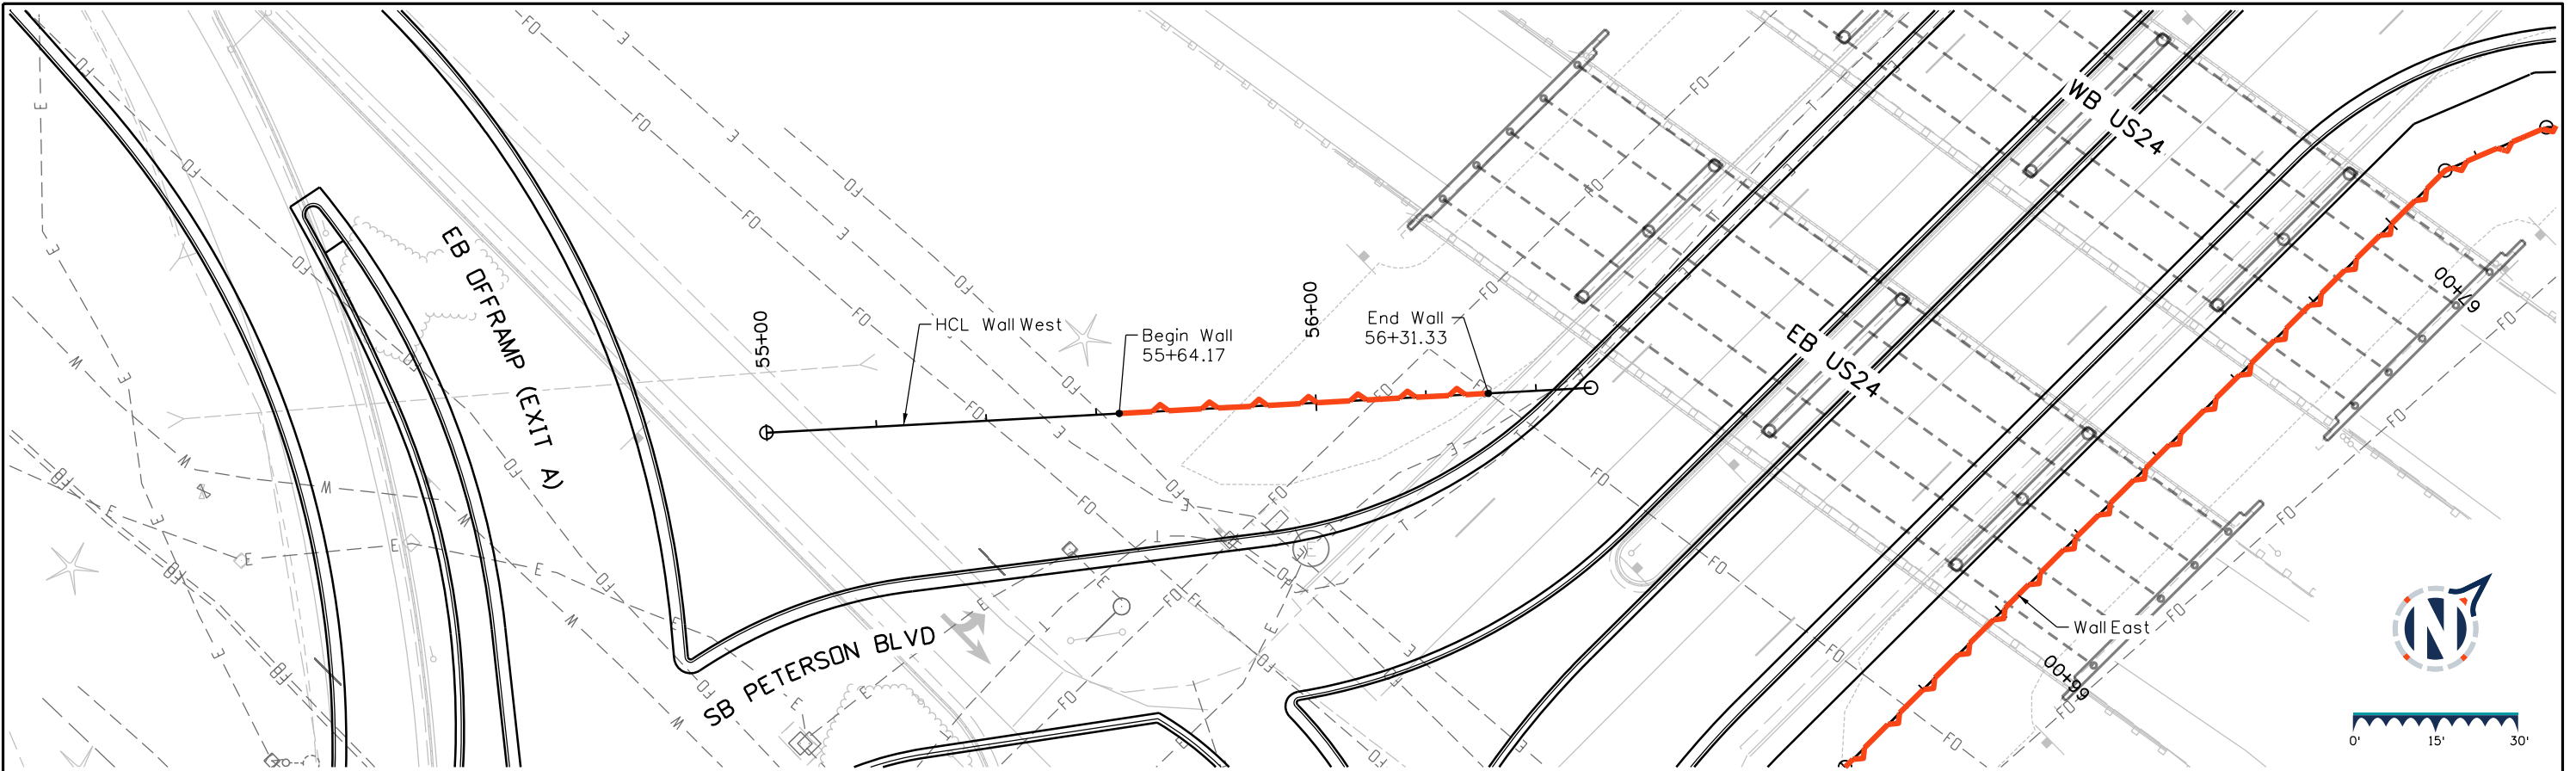 WB US24
EB OFFRAMP (EXIT A)
HCL Wall West
55+00
Begin Wall
55+64.17
56+00
End Wall
56+31.33
EB US24
67+00
Wall East
66+00
SB PETERSON BLVD
N
0' 15' 30'
FO
E
W
T